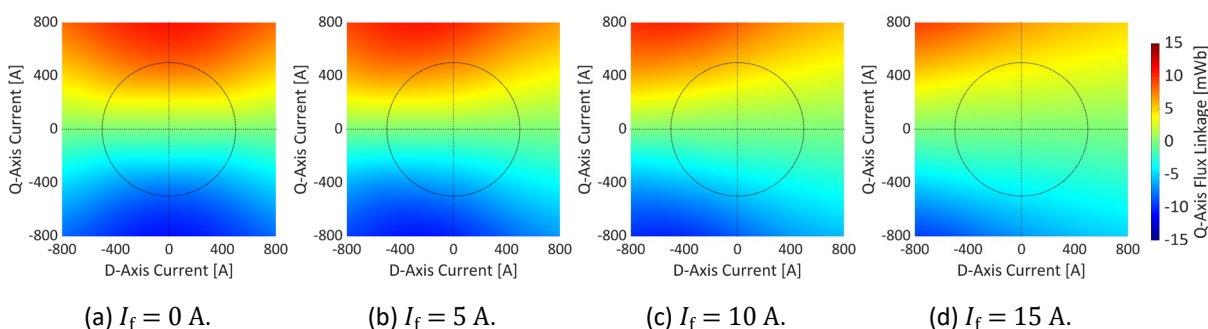 800
400
0
-400
-800
Q-Axis Current [A]
-800 -400 0 400 800
D-Axis Current [A]
(a) I_f = 0 A.
800
400
0
-400
-800
Q-Axis Current [A]
-800 -400 0 400 800
D-Axis Current [A]
(b) I_f = 5 A.
800
400
0
-400
-800
Q-Axis Current [A]
-800 -400 0 400 800
D-Axis Current [A]
(c) I_f = 10 A.
800
400
0
-400
-800
Q-Axis Current [A]
-800 -400 0 400 800
D-Axis Current [A]
(d) I_f = 15 A.
15
10
5
0
-5
-10
-15
Q-Axis Flux Linkage [mWb]